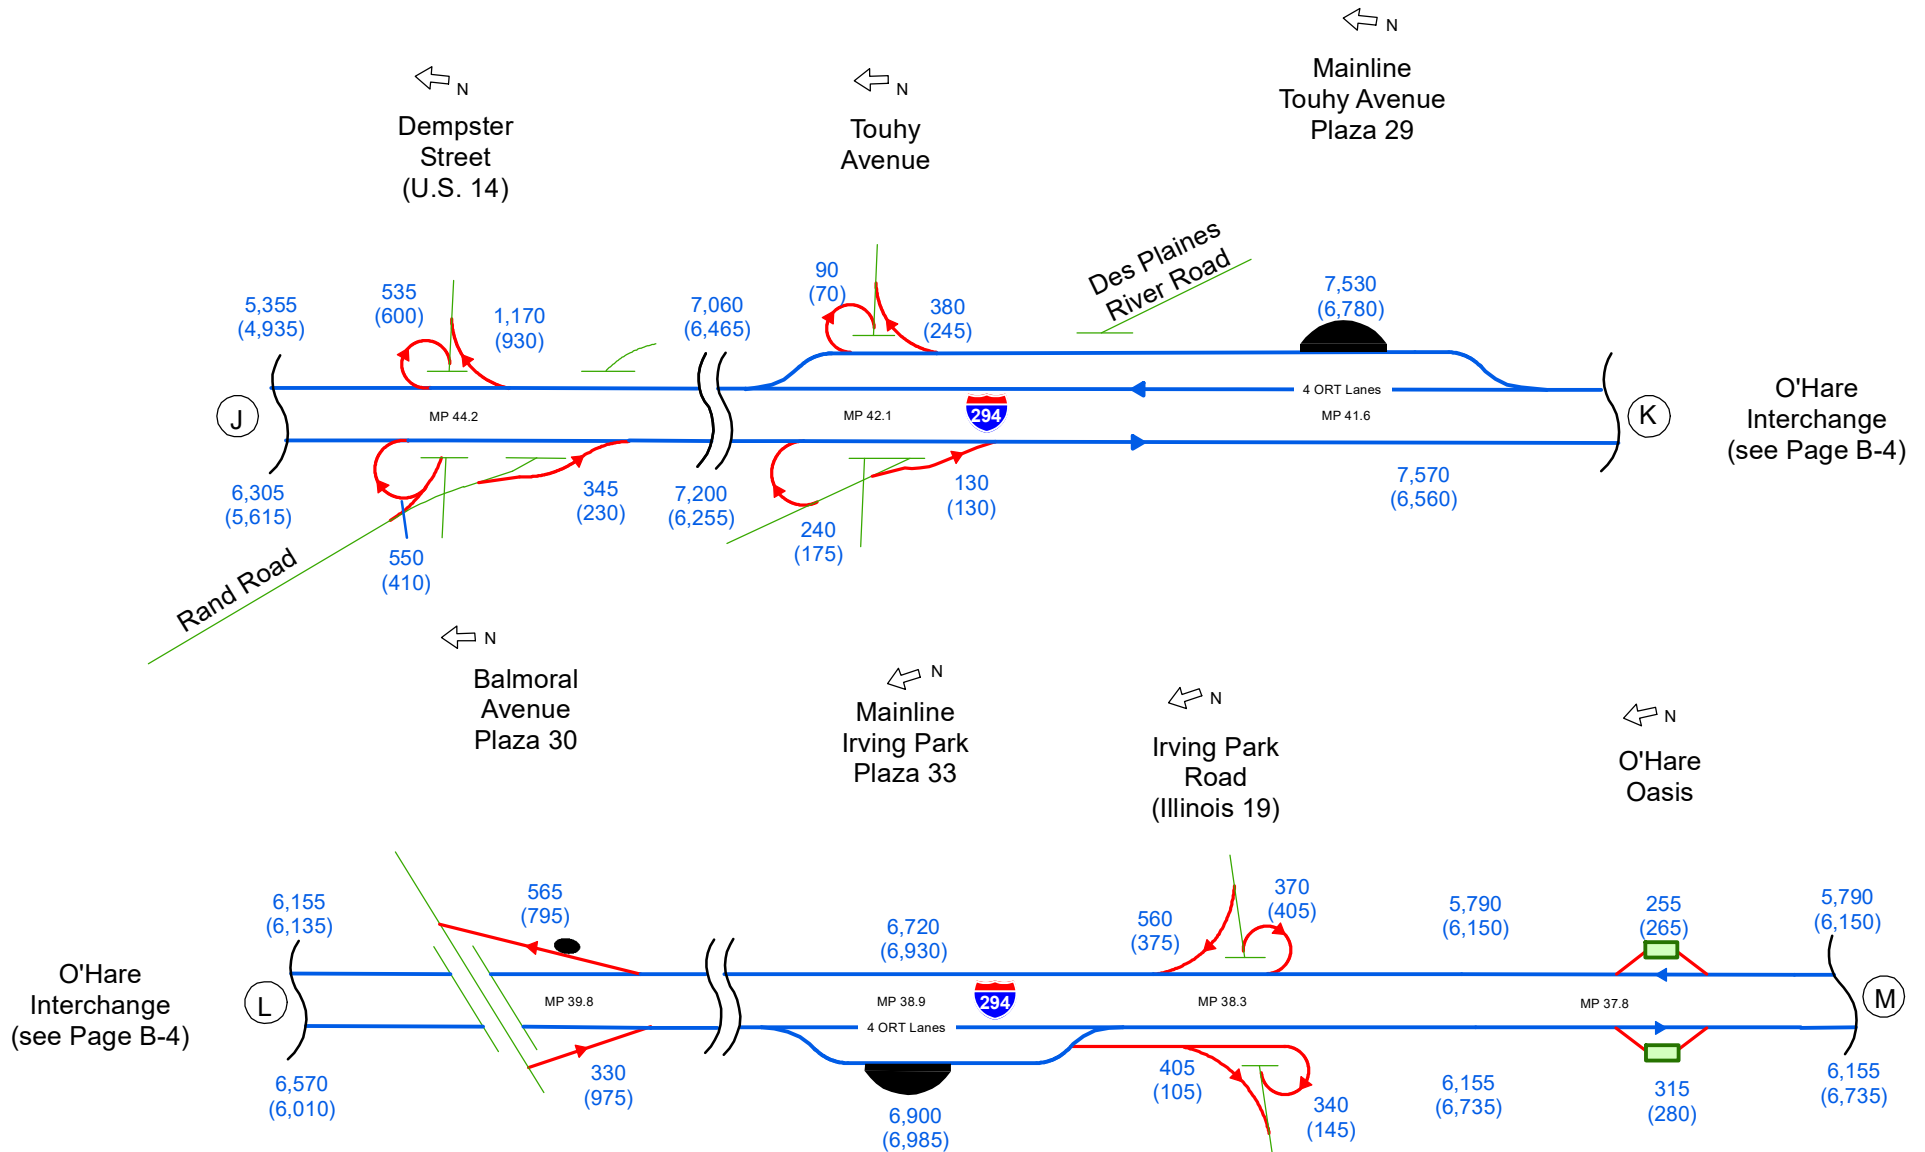 N
Mainline
Touhy Avenue
Plaza 29
N
Dempster
Street
(U.S. 14)
N
Touhy
Avenue
Des Plaines
River Road
5,355
(4,935)
535
(600)
1,170
(930)
7,060
(6,465)
90
(70)
380
(245)
7,530
(6,780)
4 ORT Lanes
J
MP 44.2
MP 42.1
294
MP 41.6
K
O'Hare
Interchange
(see Page B-4)
6,305
(5,615)
550
(410)
345
(230)
7,200
(6,255)
240
(175)
130
(130)
7,570
(6,560)
Rand Road
N
Balmoral
Avenue
Plaza 30
N
Mainline
Irving Park
Plaza 33
N
Irving Park
Road
(Illinois 19)
N
O'Hare
Oasis
6,155
(6,135)
565
(795)
6,720
(6,930)
560
(375)
370
(405)
5,790
(6,150)
255
(265)
5,790
(6,150)
O'Hare
Interchange
(see Page B-4)
L
MP 39.8
MP 38.9
294
MP 38.3
MP 37.8
M
4 ORT Lanes
6,570
(6,010)
330
(975)
6,900
(6,985)
405
(105)
340
(145)
6,155
(6,735)
315
(280)
6,155
(6,735)